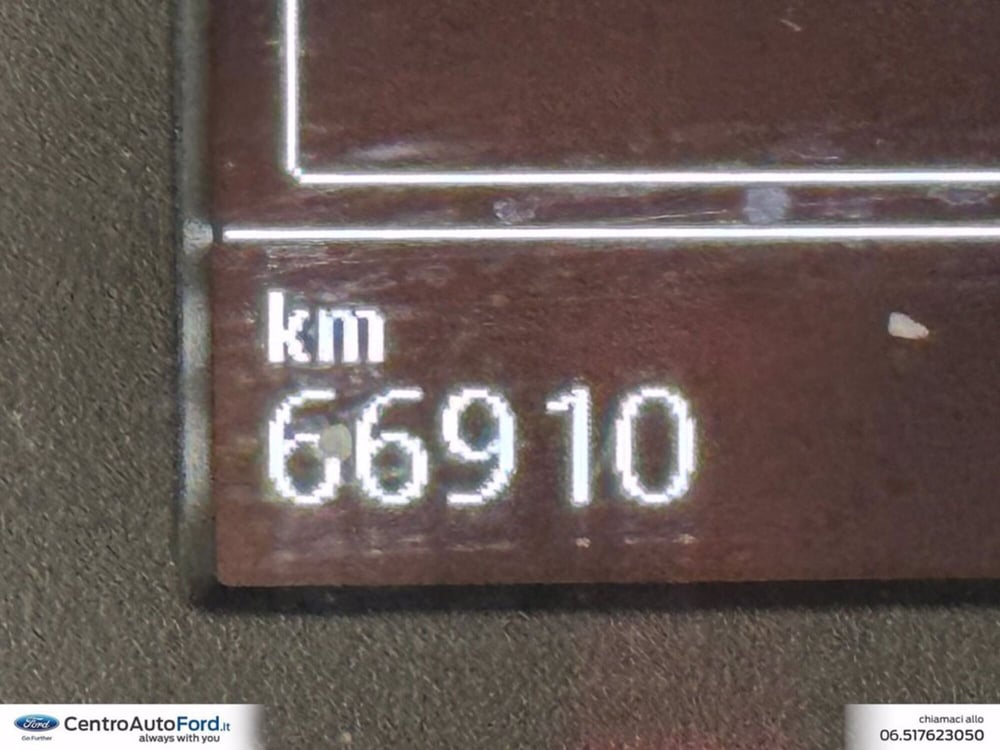 km
66910
Ford
Go Further
CentroAutoFord.it
always with you
chiamaci allo
06.517623050